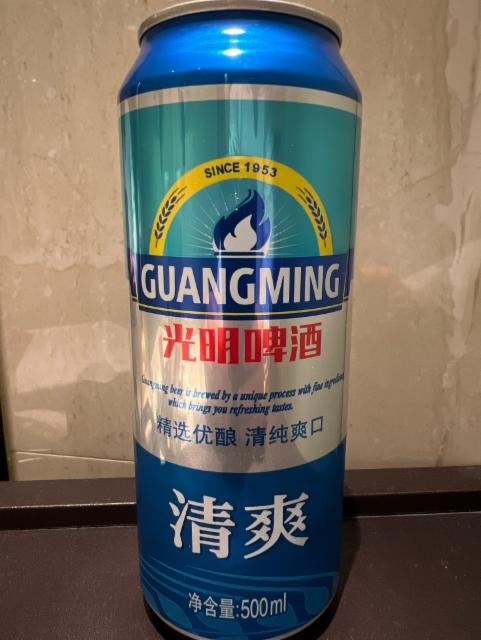 SINCE 1953
GUANGMING
光明啤酒
Guangming beer is brewed by a unique process with fine
which brings you refreshing tastes.
精选优酿 清纯爽口
清爽
净含量:500ml